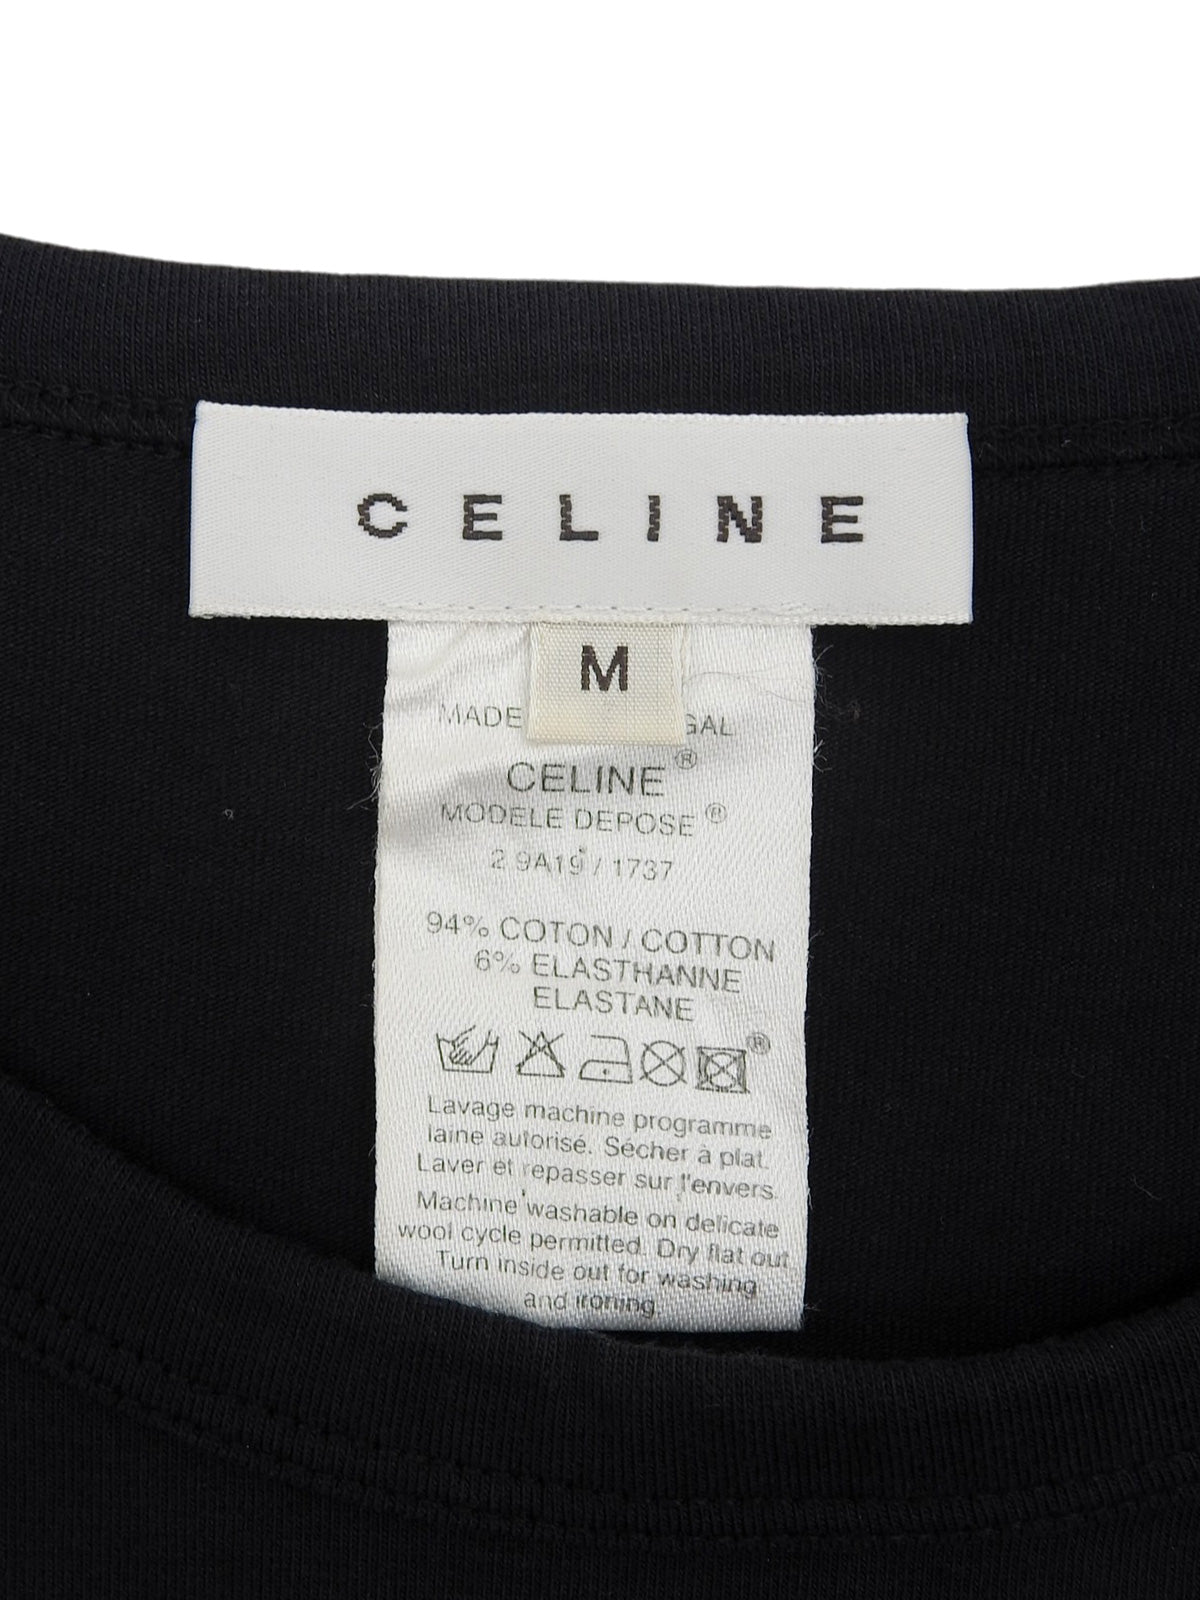 CELINE
M
MADE GAL
CELINE®
MODELE DEPOSE®
2 9A19 / 1737
94% COTON / COTTON
6% ELASTHANNE
ELASTANE
®
Lavage machine programme
laine autorisé. Sécher à plat.
Laver et repasser sur l'envers.
Machine washable on delicate
wool cycle permitted. Dry flat out
Turn inside out for washing
and ironing.